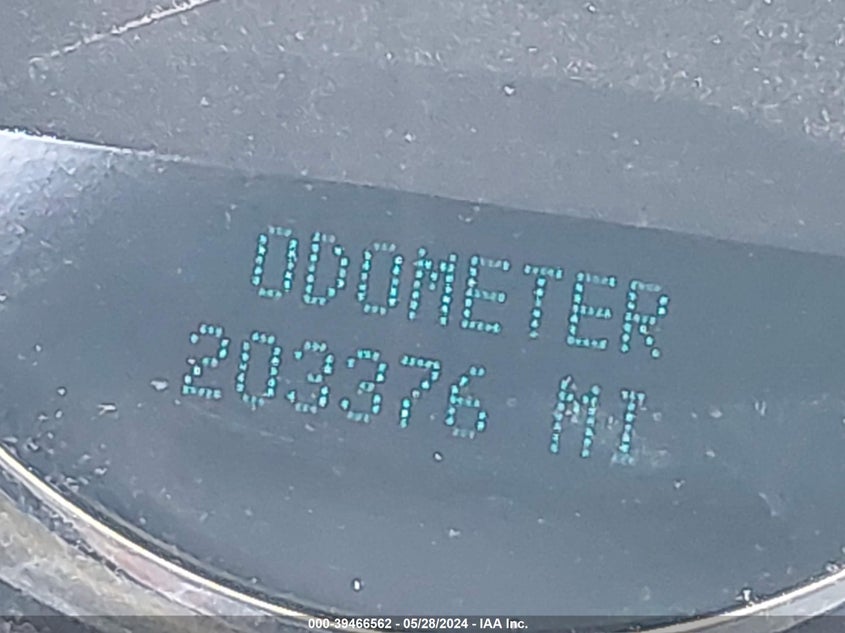 ODOMETER
203376 MI
000-39466562 - 05/28/2024 - IAA Inc.